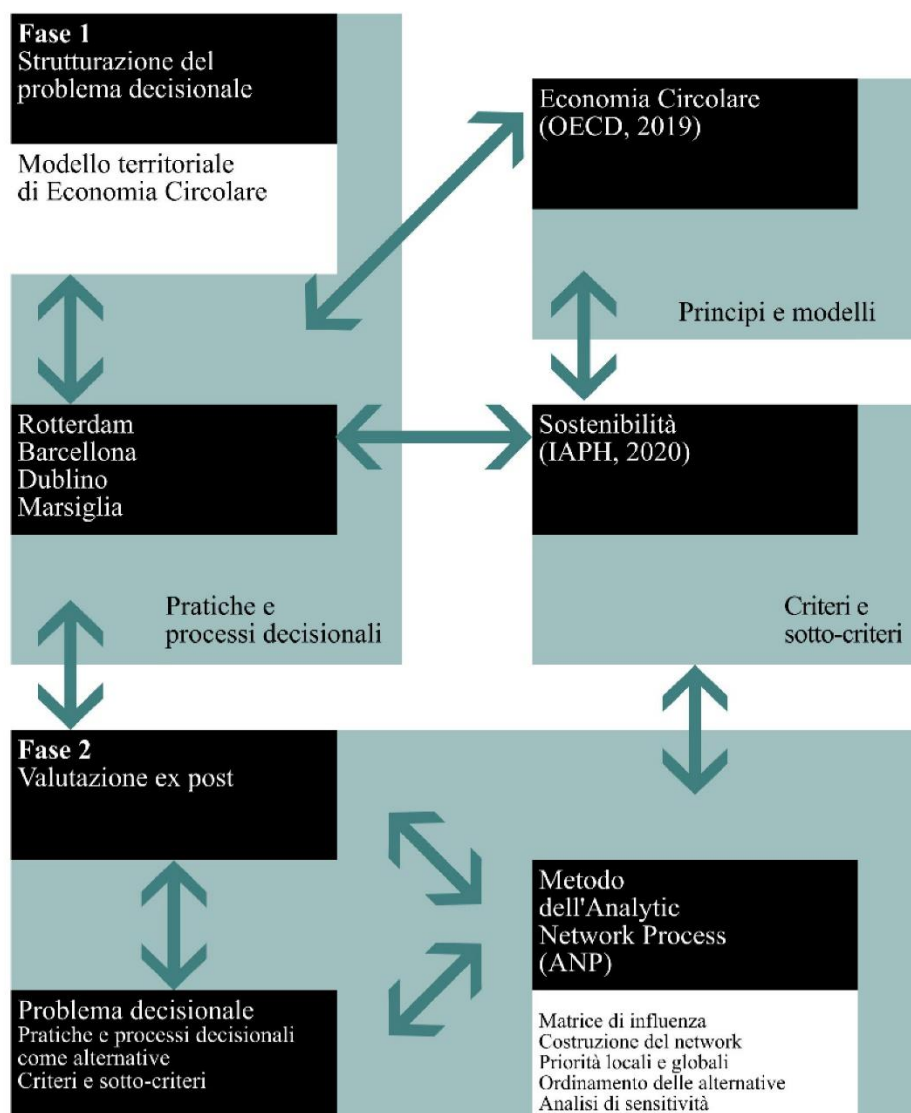 Fase 1
Strutturazione del
problema decisionale
Modello territoriale
di Economia Circolare
Economia Circolare
(OECD, 2019)
Principi e modelli
Rotterdam
Barcellona
Dublino
Marsiglia
Pratiche e
processi decisionali
Sostenibilità
(IAPH, 2020)
Criteri e
sotto-criteri
Fase 2
Valutazione ex post
Problema decisionale
Pratiche e processi decisionali
come alternative
Criteri e sotto-criteri
Metodo
dell'Analytic
Network Process
(ANP)
Matrice di influenza
Costruzione del network
Priorità locali e globali
Ordinamento delle alternative
Analisi di sensitività